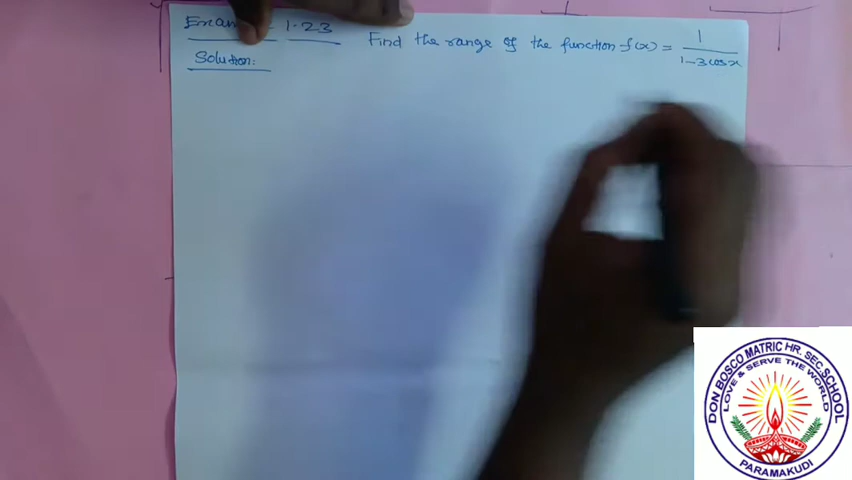 1.23 Find the range of the function f(x) = 1/(1-3cosx)
Solution:
DON BOSCO MATRIC HR. SEC. SCHOOL
LOVE & SERVE THE WORLD
PARAMAKUDI